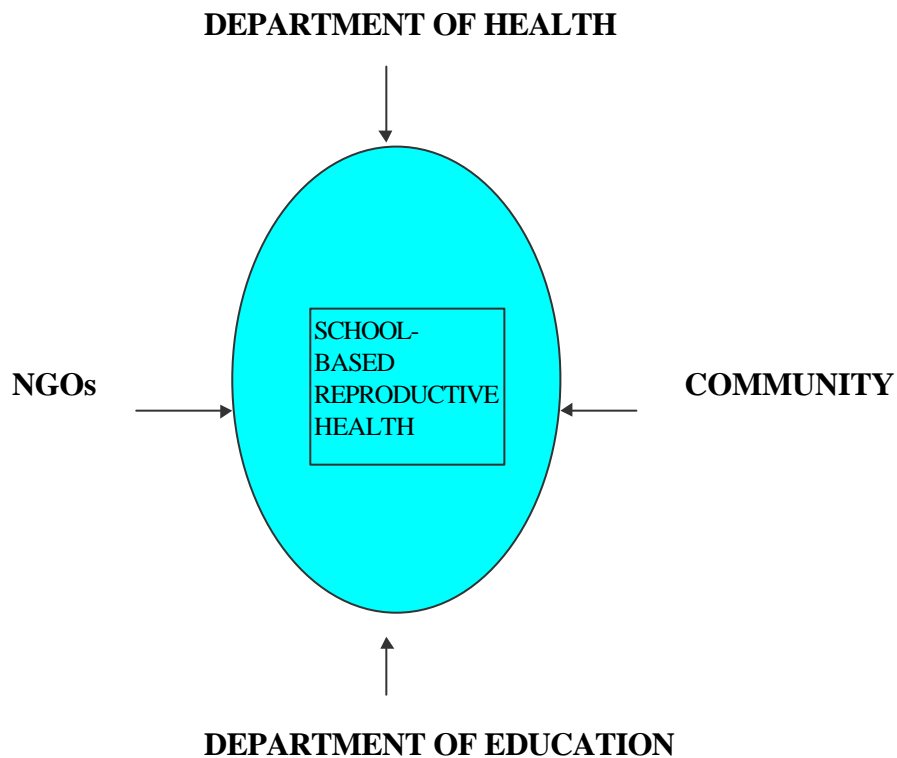 DEPARTMENT OF HEALTH
SCHOOL-
BASED
REPRODUCTIVE
HEALTH
NGOs
COMMUNITY
DEPARTMENT OF EDUCATION